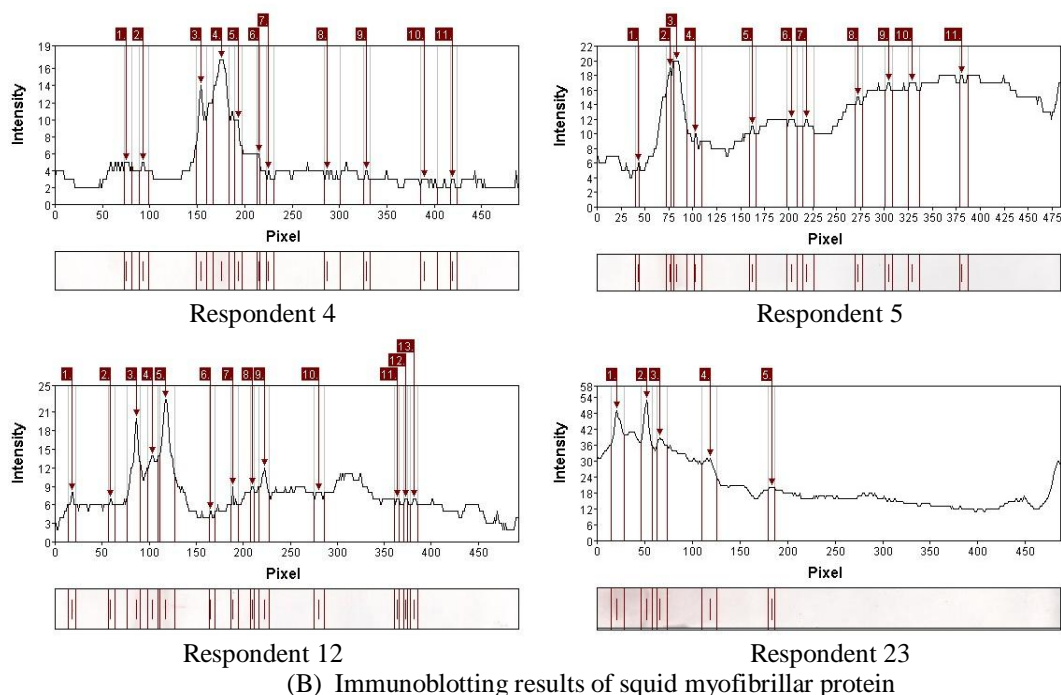 7.
1. 2. 3. 4. 5. 6. 8. 9. 10. 11.
19
18
16
14
12
10
8
6
4
2
0
Intensity
0 50 100 150 200 250 300 350 400 450
Pixel
Respondent 4
3.
1. 2. 4. 5. 6. 7. 8. 9. 10. 11.
22
20
18
16
14
12
10
8
6
4
2
0
Intensity
0 25 50 75 100 125 150 175 200 225 250 275 300 325 350 375 400 425 450 475
Pixel
Respondent 5
13.
12.
1. 2. 3. 4. 5. 6. 7. 8. 9. 10. 11.
25
21
18
15
12
9
6
3
0
Intensity
0 50 100 150 200 250 300 350 400 450
Pixel
Respondent 12
1. 2. 3. 4. 5.
58
54
48
42
36
30
24
18
12
6
0
Intensity
0 50 100 150 200 250 300 350 400 450
Pixel
Respondent 23
(B) Immunoblotting results of squid myofibrillar protein